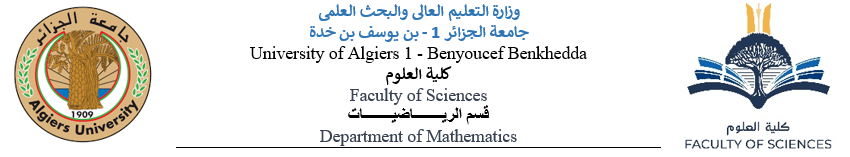 وزارة التعليم العالى والبحث العلمى
جامعة الجزائر 1 - بن يوسف بن خدة
University of Algiers 1 - Benyoucef Benkhedda
كلية العلوم
Faculty of Sciences
قسم الريـــــــاضيـــــــات
Department of Mathematics
جامعة الجزائر
1909
Algiers University
كلية العلوم
FACULTY OF SCIENCES